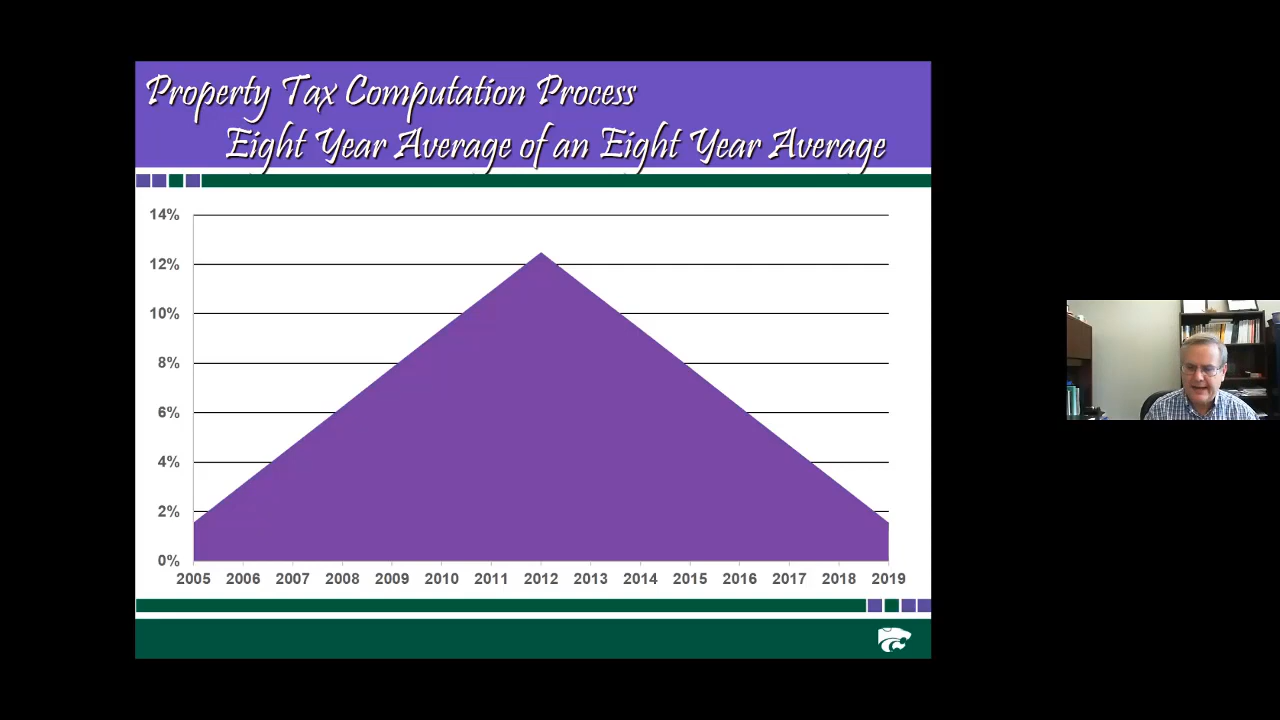 Property Tax Computation Process
Eight Year Average of an Eight Year Average
14%
12%
10%
8%
6%
4%
2%
0%
2005 2006 2007 2008 2009 2010 2011 2012 2013 2014 2015 2016 2017 2018 2019